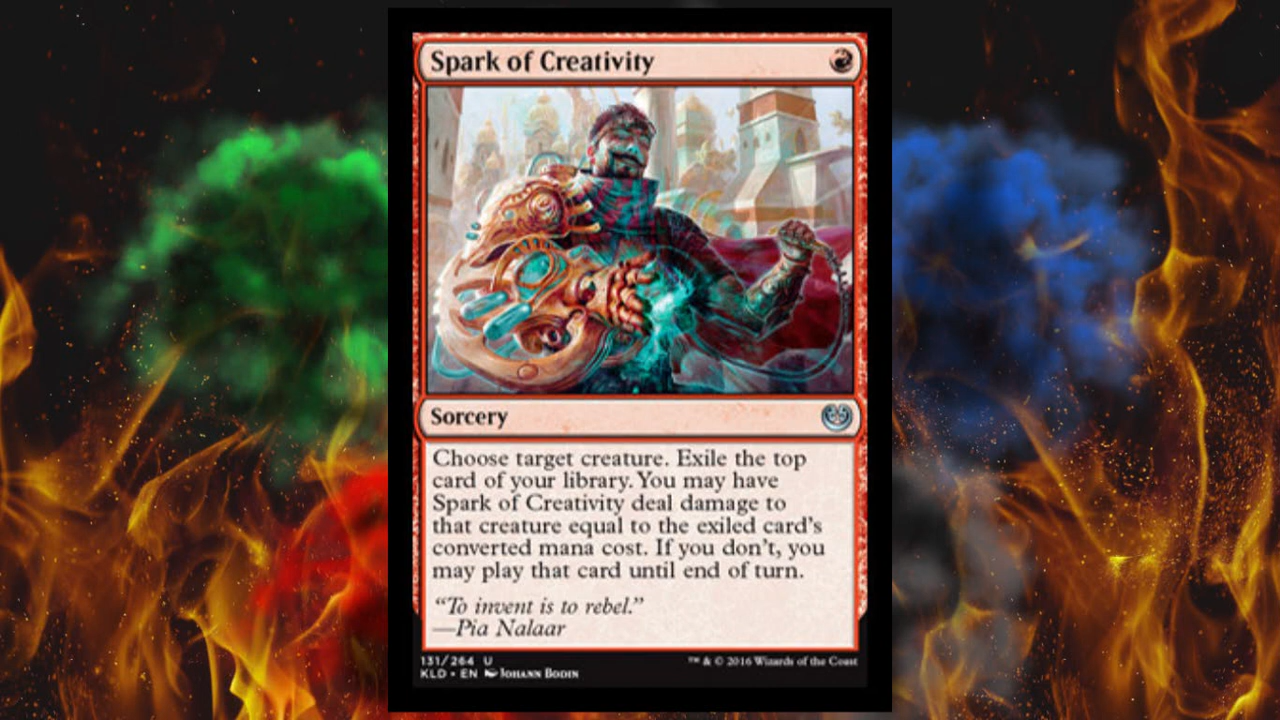 Spark of Creativity
Sorcery
Choose target creature. Exile the top
card of your library. You may have
Spark of Creativity deal damage to
that creature equal to the exiled card's
converted mana cost. If you don't, you
may play that card until end of turn.
“To invent is to rebel.”
—Pia Nalaar
131/264 U
™ & © 2016 Wizards of the Coast
KLD • EN Johann Bodin